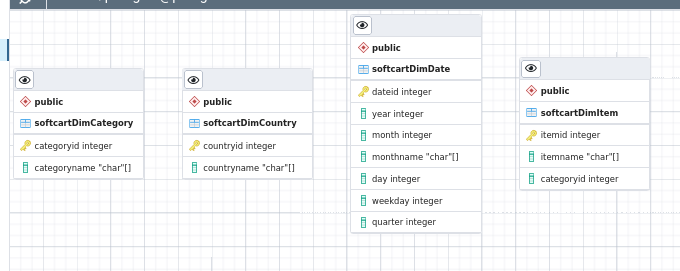 public
softcartDimCategory
categoryid integer
categoryname "char"[]
public
softcartDimCountry
countryid integer
countryname "char"[]
public
softcartDimDate
dateid integer
year integer
month integer
monthname "char"[]
day integer
weekday integer
quarter integer
public
softcartDimItem
itemid integer
itemname "char"[]
categoryid integer